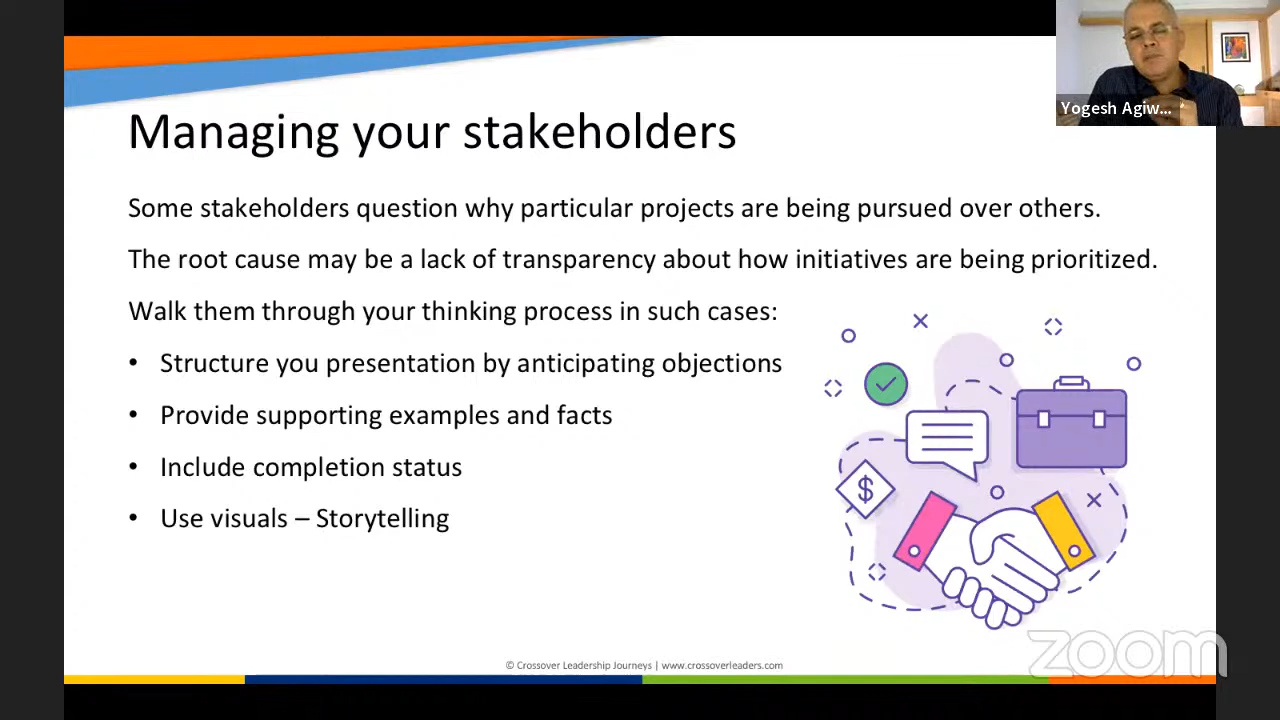 Yogesh Agiw...
Managing your stakeholders
Some stakeholders question why particular projects are being pursued over others.
The root cause may be a lack of transparency about how initiatives are being prioritized.
Walk them through your thinking process in such cases:
• Structure you presentation by anticipating objections
• Provide supporting examples and facts
• Include completion status
• Use visuals – Storytelling
$
© Crossover Leadership Journeys | www.crossoverleaders.com
zoom